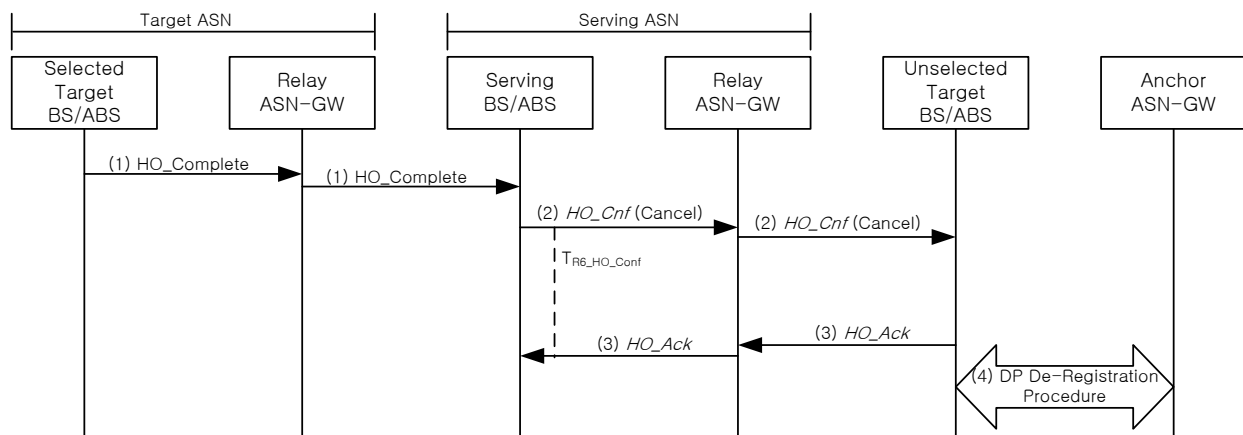 Target ASN
Serving ASN
Selected
Target
BS/ABS
Relay
ASN-GW
Serving
BS/ABS
Relay
ASN-GW
Unselected
Target
BS/ABS
Anchor
ASN-GW
(1) HO_Complete
(1) HO_Complete
(2) HO_Cnf (Cancel)
(2) HO_Cnf (Cancel)
TR6_HO_Conf
(3) HO_Ack
(3) HO_Ack
(4) DP De-Registration
Procedure